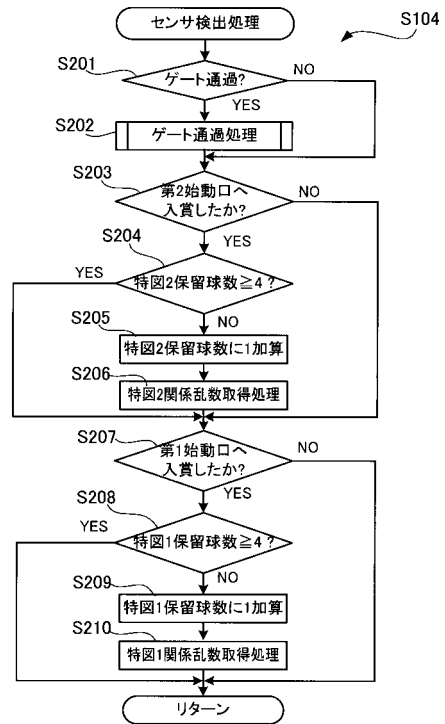 センサ検出処理
S104
S201
ゲート通過?
NO
YES
S202
ゲート通過処理
S203
第2始動口へ
入賞したか?
NO
S204
YES
YES
特図2保留球数≧4?
S205
NO
特図2保留球数に1加算
S206
特図2関係乱数取得処理
S207
第1始動口へ
入賞したか?
NO
S208
YES
YES
特図1保留球数≧4?
S209
NO
特図1保留球数に1加算
S210
特図1関係乱数取得処理
リターン